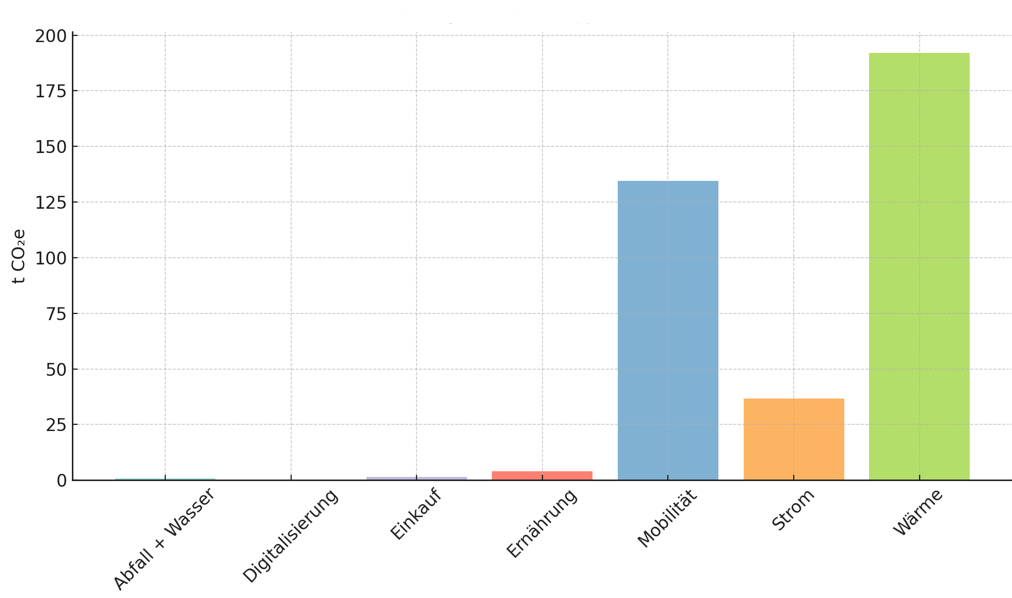 200
175
150
125
100
75
50
25
0
t CO₂e
Abfall + Wasser
Digitalisierung
Einkauf
Ernährung
Mobilität
Strom
Wärme